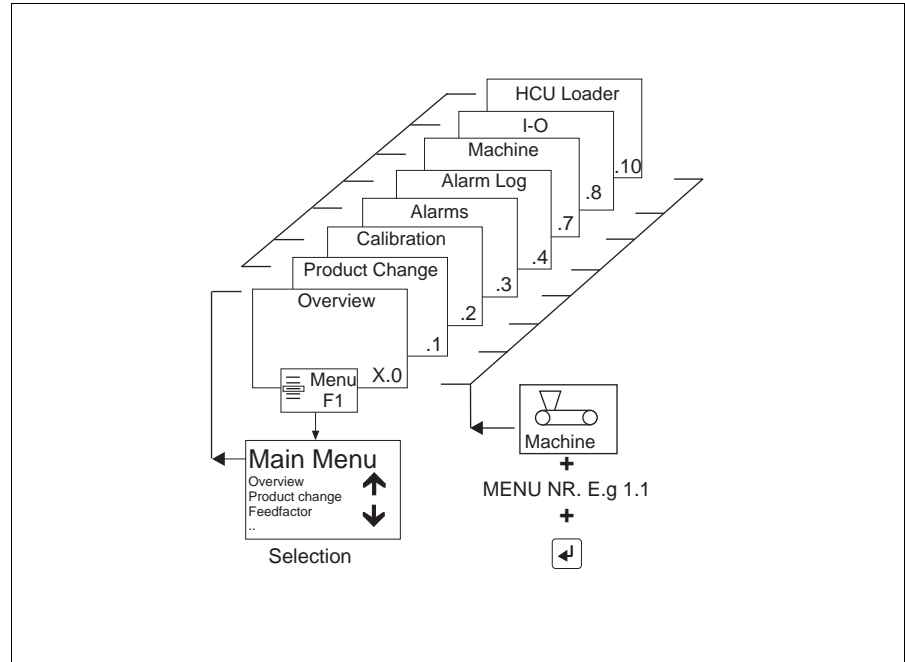 HCU Loader
.10
I-O
.8
Machine
.7
Alarm Log
.4
Alarms
.3
Calibration
.2
Product Change
.1
Overview
X.0
Menu
F1
Main Menu
Overview
Product change
Feedfactor
..
Selection
Machine
+
MENU NR. E.g 1.1
+